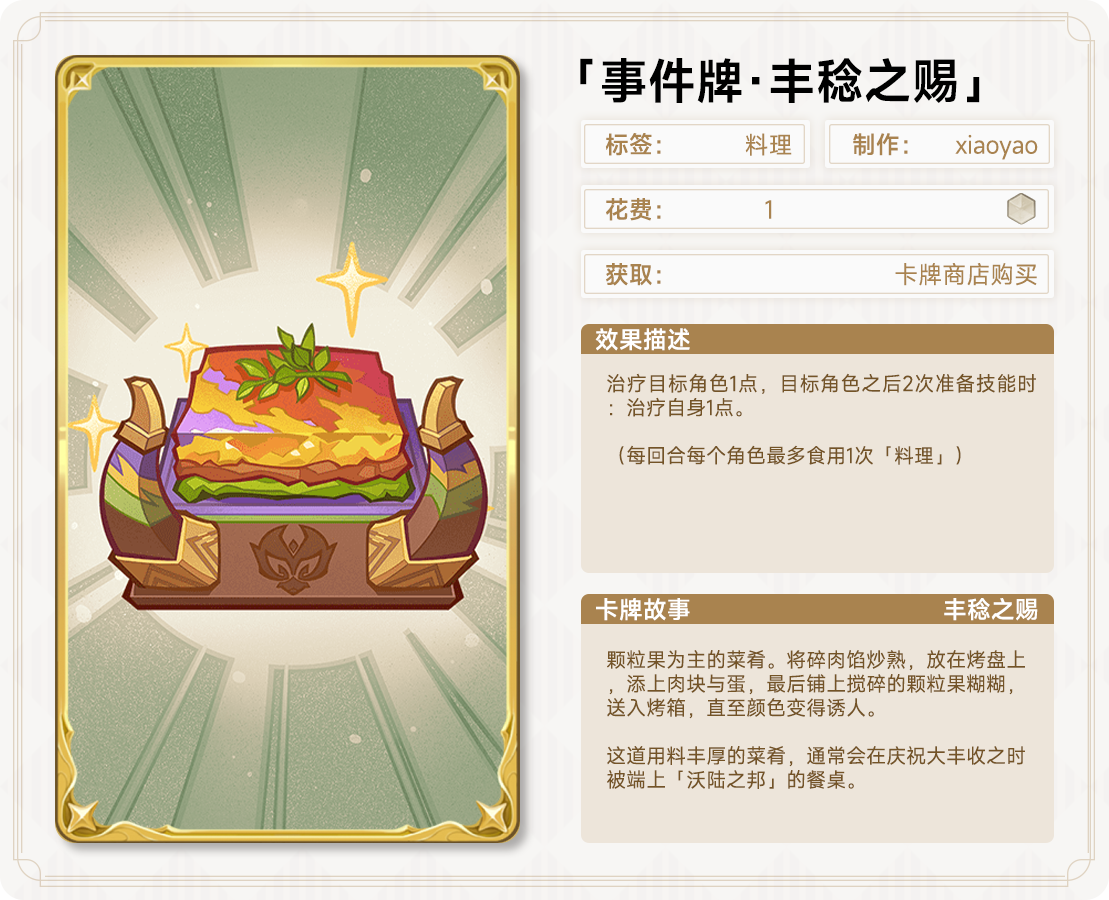 「事件牌·丰稔之赐」
标签： 料理 制作： xiaoyao
花费： 1
获取： 卡牌商店购买
效果描述
治疗目标角色1点，目标角色之后2次准备技能时
：治疗自身1点。
（每回合每个角色最多食用1次「料理」）
卡牌故事 丰稔之赐
颗粒果为主的菜肴。将碎肉馅炒熟，放在烤盘上
，添上肉块与蛋，最后铺上搅碎的颗粒果糊糊，
送入烤箱，直至颜色变得诱人。
这道用料丰厚的菜肴，通常会在庆祝大丰收之时
被端上「沃陆之邦」的餐桌。